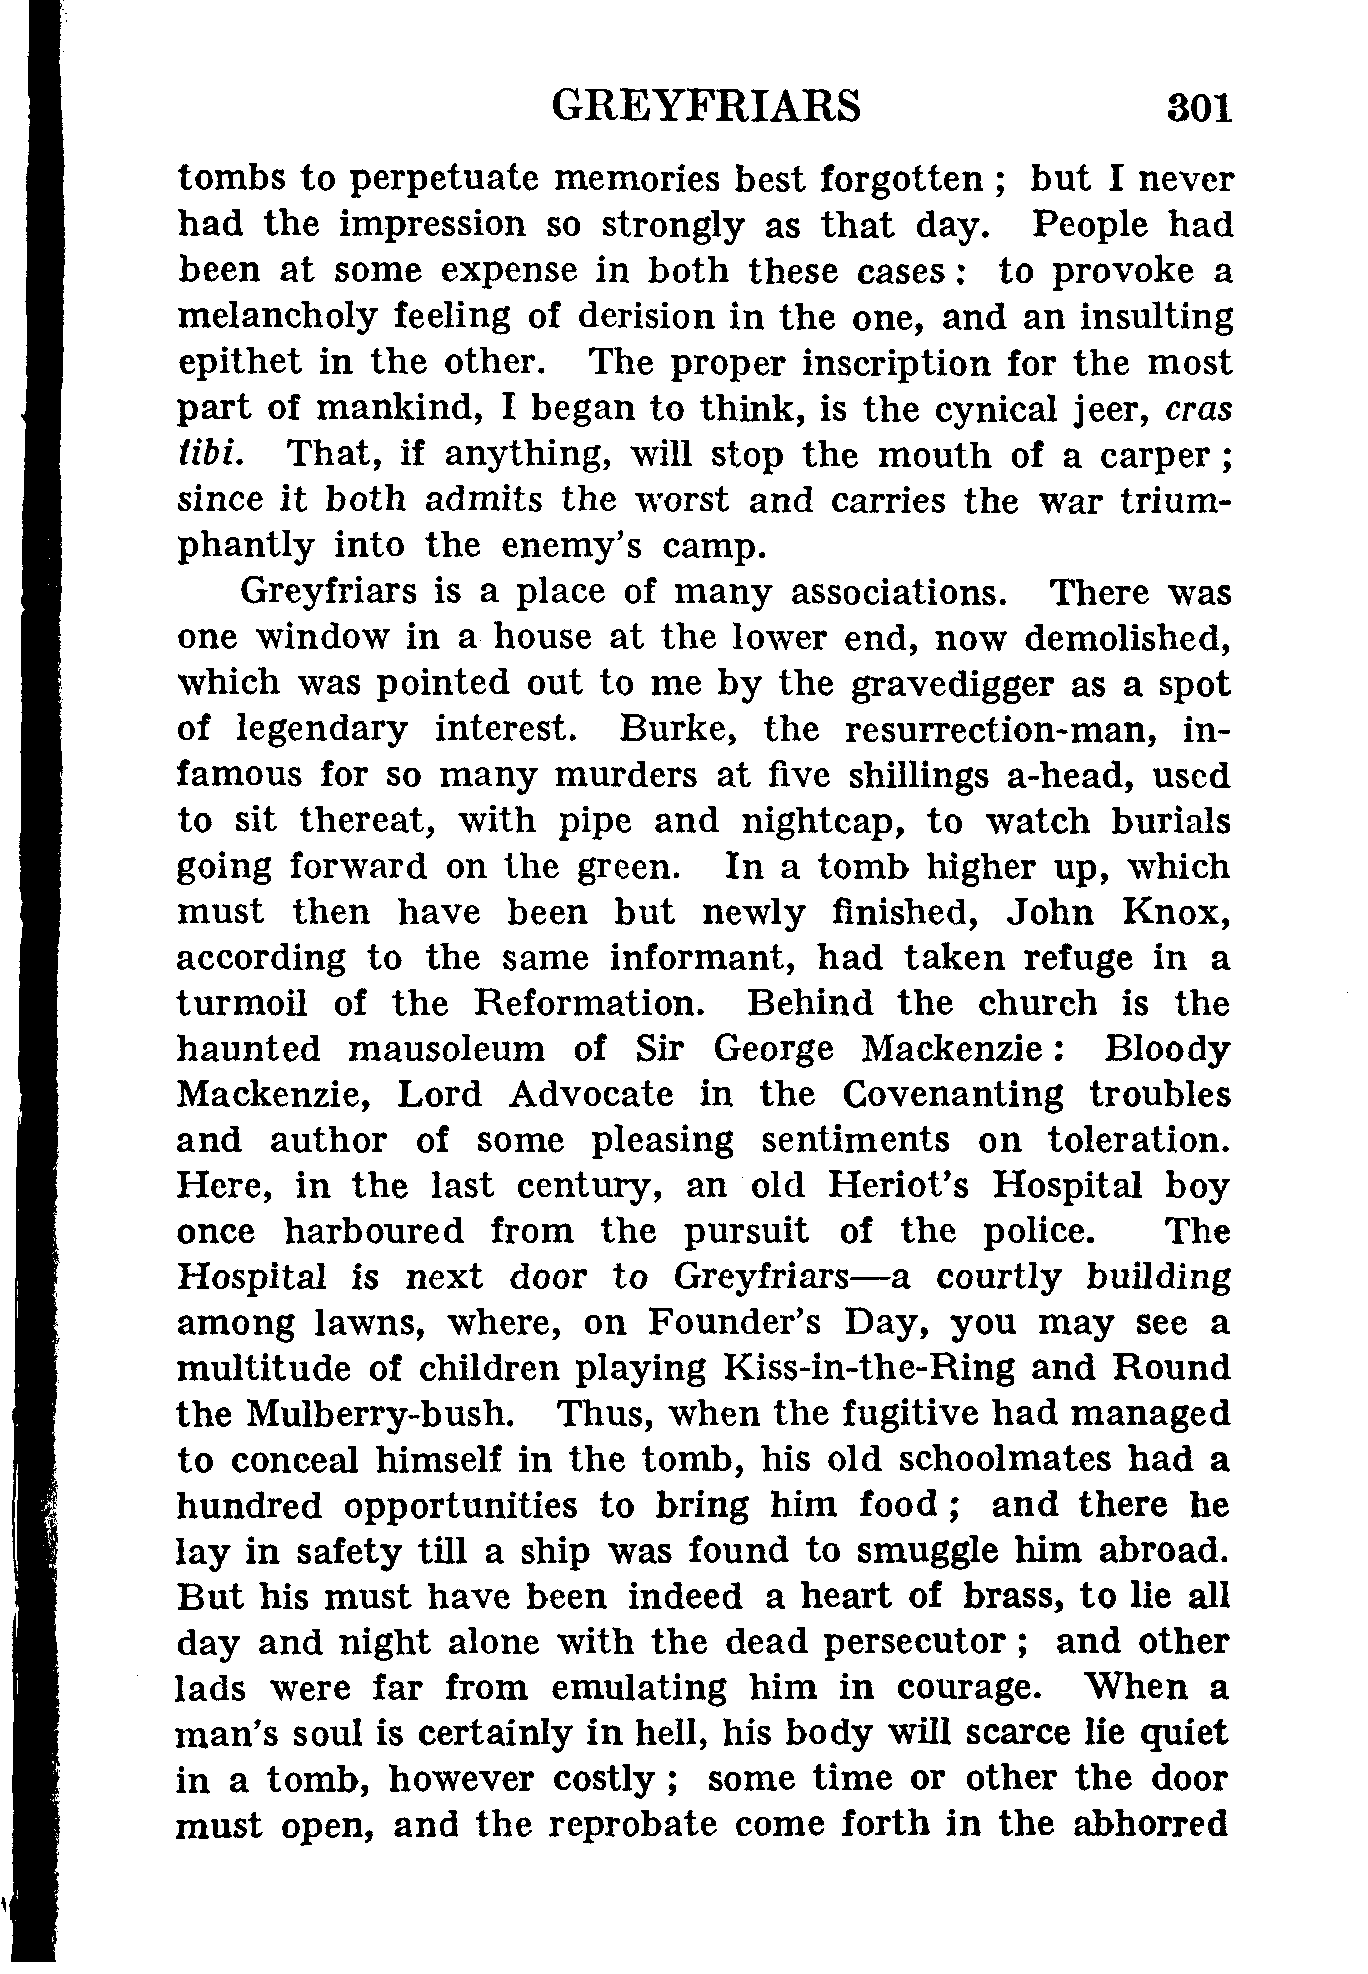 GREYFRIARS 301
tombs to perpetuate memories best forgotten ; but I never
had the impression so strongly as that day. People had
been at some expense in both these cases : to provoke a
melancholy feeling of derision in the one, and an insulting
epithet in the other. The proper inscription for the most
part of mankind, I began to think, is the cynical jeer, cras
tibi. That, if anything, will stop the mouth of a carper ;
since it both admits the worst and carries the war trium-
phantly into the enemy's camp.
Greyfriars is a place of many associations. There was
one window in a house at the lower end, now demolished,
which was pointed out to me by the gravedigger as a spot
of legendary interest. Burke, the resurrection-man, in-
famous for so many murders at five shillings a-head, used
to sit thereat, with pipe and nightcap, to watch burials
going forward on the green. In a tomb higher up, which
must then have been but newly finished, John Knox,
according to the same informant, had taken refuge in a
turmoil of the Reformation. Behind the church is the
haunted mausoleum of Sir George Mackenzie : Bloody
Mackenzie, Lord Advocate in the Covenanting troubles
and author of some pleasing sentiments on toleration.
Here, in the last century, an old Heriot's Hospital boy
once harboured from the pursuit of the police. The
Hospital is next door to Greyfriars—a courtly building
among lawns, where, on Founder's Day, you may see a
multitude of children playing Kiss-in-the-Ring and Round
the Mulberry-bush. Thus, when the fugitive had managed
to conceal himself in the tomb, his old schoolmates had a
hundred opportunities to bring him food ; and there he
lay in safety till a ship was found to smuggle him abroad.
But his must have been indeed a heart of brass, to lie all
day and night alone with the dead persecutor ; and other
lads were far from emulating him in courage. When a
man's soul is certainly in hell, his body will scarce lie quiet
in a tomb, however costly ; some time or other the door
must open, and the reprobate come forth in the abhorred